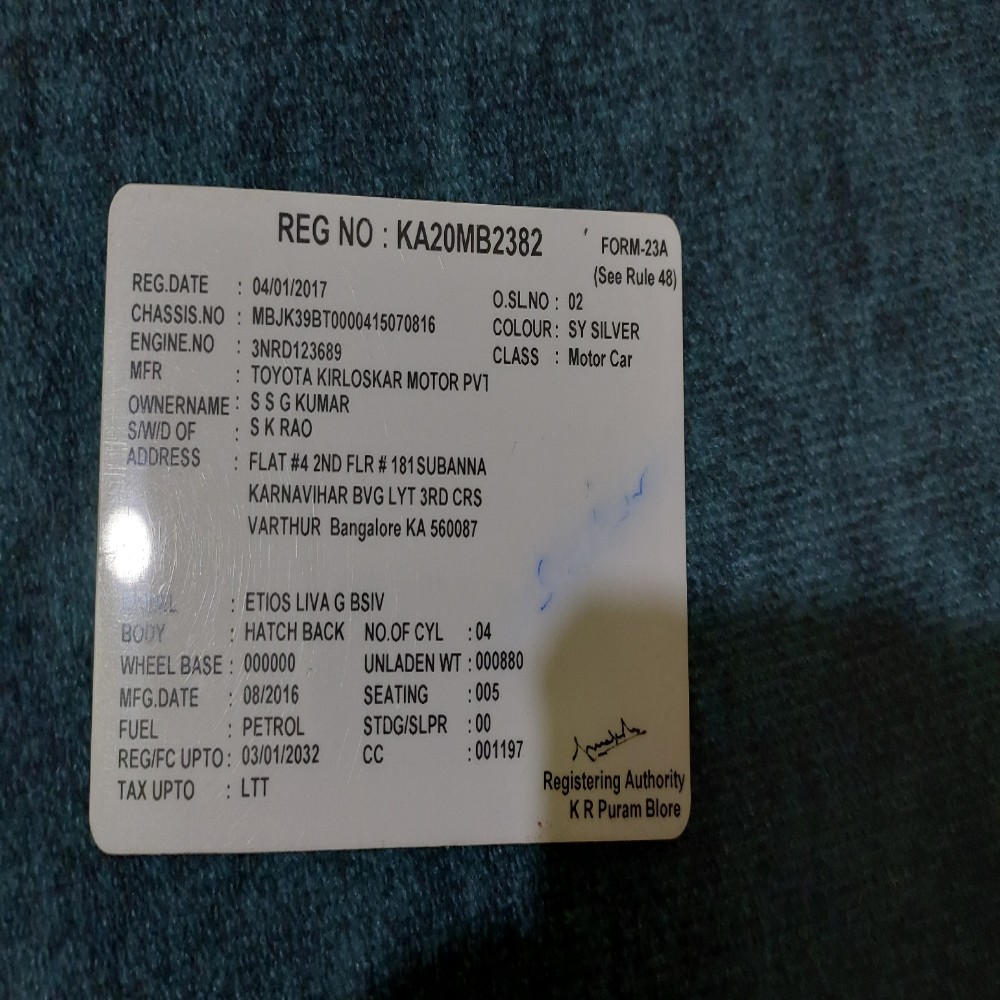 REG NO : KA20MB2382
FORM-23A
(See Rule 48)
REG.DATE : 04/01/2017
O.SL.NO : 02
CHASSIS.NO : MBJK39BT0000415070816
COLOUR : SY SILVER
ENGINE.NO : 3NRD123689
CLASS : Motor Car
MFR : TOYOTA KIRLOSKAR MOTOR PVT
OWNERNAME : S S G KUMAR
S/W/D OF : S K RAO
ADDRESS : FLAT #4 2ND FLR # 181SUBANNA
KARNAVIHAR BVG LYT 3RD CRS
VARTHUR Bangalore KA 560087
: ETIOS LIVA G BSIV
BODY : HATCH BACK NO.OF CYL : 04
WHEEL BASE : 000000 UNLADEN WT : 000880
MFG.DATE : 08/2016 SEATING : 005
FUEL : PETROL STDG/SLPR : 00
REG/FC UPTO : 03/01/2032 CC : 001197
TAX UPTO : LTT
Registering Authority
K R Puram Blore